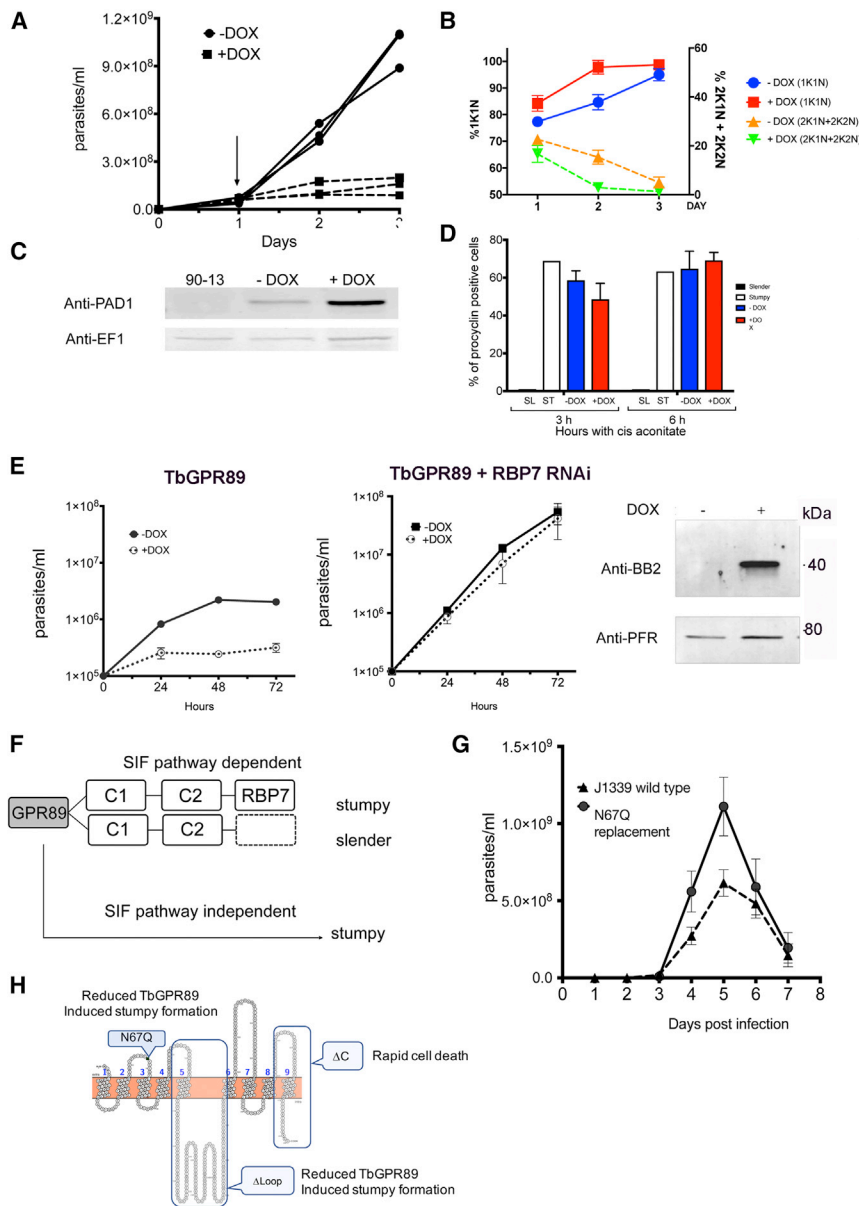 A
1.2×10⁹
9.0×10⁸
6.0×10⁸
3.0×10⁸
0.0
parasites/ml
-DOX
+DOX
0 1 2
Days
B
100
90
80
70
60
50
%1K1N
60
40
20
0
% 2K1N + 2K2N
1 2 3
DAY
- DOX (1K1N)
+ DOX (1K1N)
- DOX (2K1N+2K2N)
+ DOX (2K1N+2K2N)
C
90-13 - DOX + DOX
Anti-PAD1
Anti-EF1
D
80
60
40
20
0
% of procyclin positive cells
SL ST -DOX +DOX SL ST -DOX +DOX
3 h 6 h
Hours with cis aconitate
Slender
Stumpy
- DOX
+DO
X
E
TbGPR89
1×10⁸
1×10⁷
1×10⁶
1×10⁵
parasites/ml
-DOX
+DOX
0 24 48 72
Hours
TbGPR89 + RBP7 RNAi
1×10⁸
1×10⁷
1×10⁶
1×10⁵
parasites/ml
-DOX
+DOX
0 24 48 72
Hours
DOX - + kDa
Anti-BB2
40
Anti-PFR
80
F
SIF pathway dependent
GPR89
C1 C2 RBP7
stumpy
C1 C2
slender
SIF pathway independent
stumpy
G
1.5×10⁹
1.0×10⁹
5.0×10⁸
0.0
parasites/ml
J1339 wild type
N67Q
replacement
0 1 2 3 4 5 6 7 8
Days post infection
H
Reduced TbGPR89
Induced stumpy formation
N67Q
1 2 3 4 5 6 7 8 9
ΔC
Rapid cell death
ΔLoop
Reduced TbGPR89
Induced stumpy formation